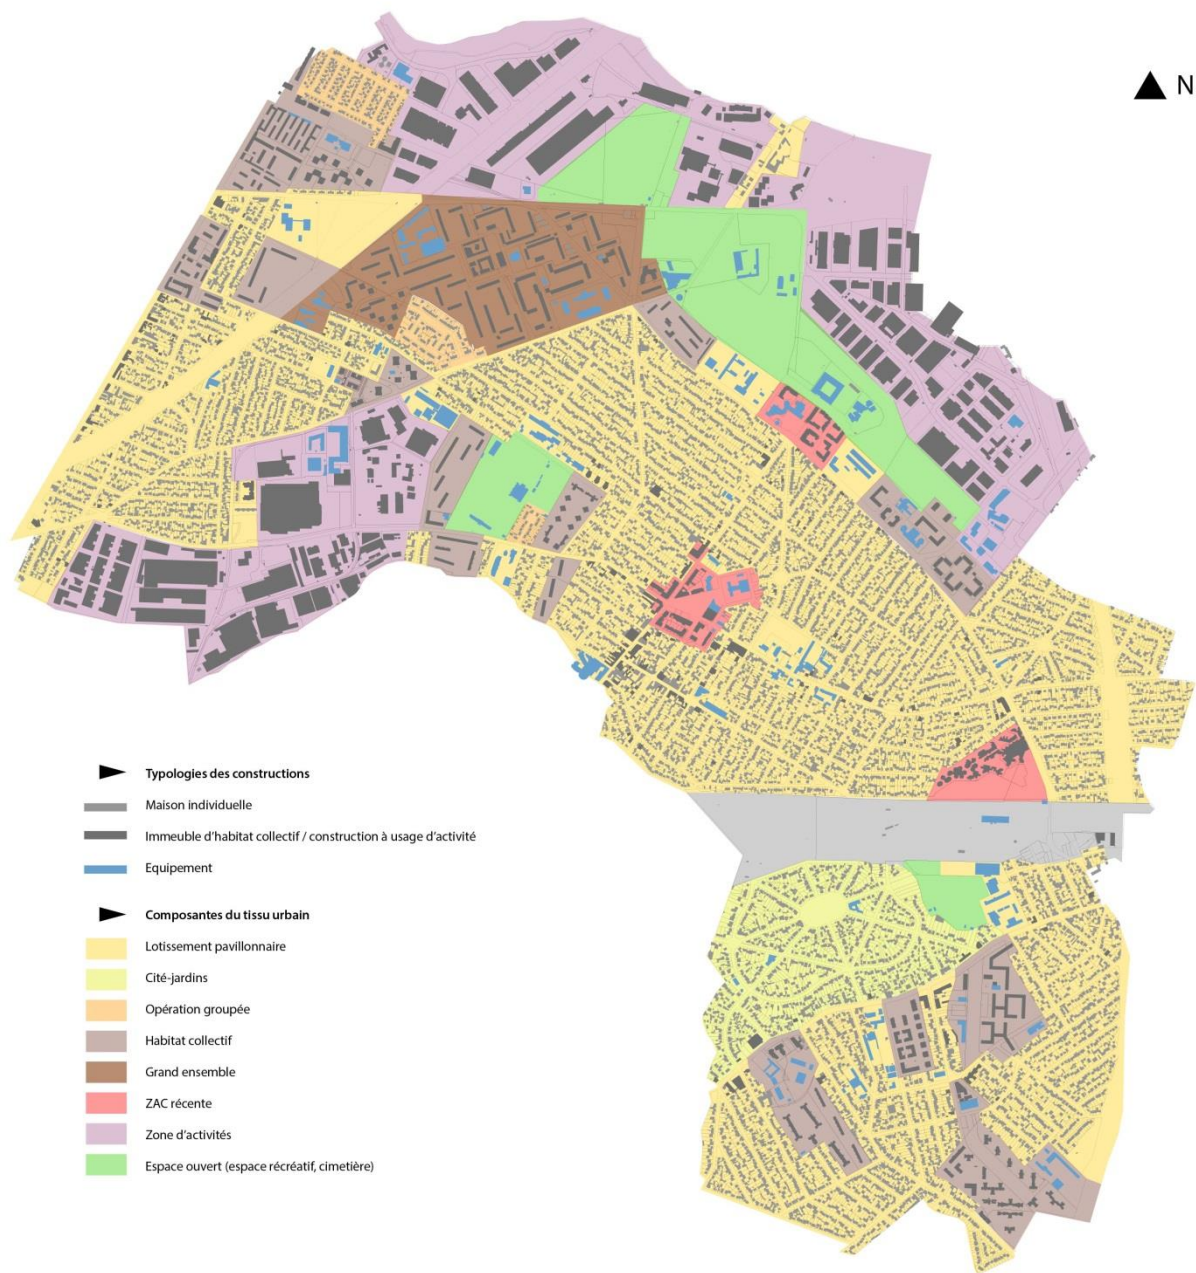 N
Typologies des constructions
Maison individuelle
Immeuble d'habitat collectif / construction à usage d'activité
Equipement
Composantes du tissu urbain
Lotissement pavillonnaire
Cité-jardins
Opération groupée
Habitat collectif
Grand ensemble
ZAC récente
Zone d'activités
Espace ouvert (espace récréatif, cimetière)